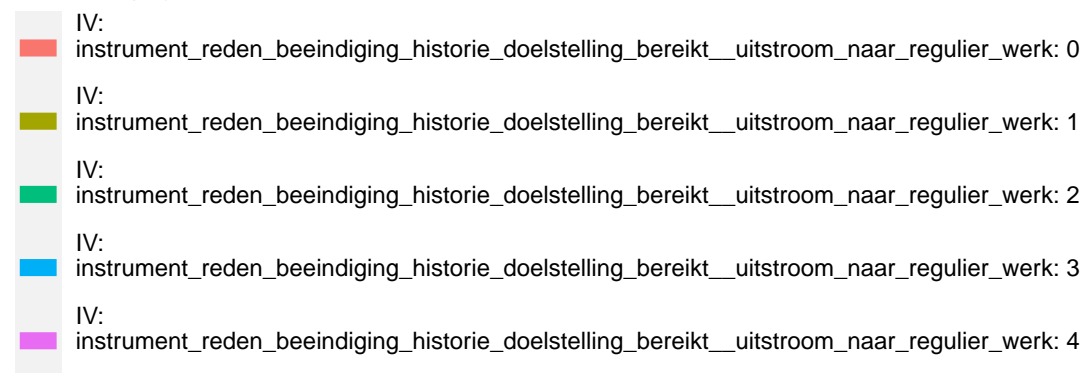 IV:
instrument_reden_beeindiging_historie_doelstelling_bereikt__uitstroom_naar_regulier_werk: 0
IV:
instrument_reden_beeindiging_historie_doelstelling_bereikt__uitstroom_naar_regulier_werk: 1
IV:
instrument_reden_beeindiging_historie_doelstelling_bereikt__uitstroom_naar_regulier_werk: 2
IV:
instrument_reden_beeindiging_historie_doelstelling_bereikt__uitstroom_naar_regulier_werk: 3
IV:
instrument_reden_beeindiging_historie_doelstelling_bereikt__uitstroom_naar_regulier_werk: 4